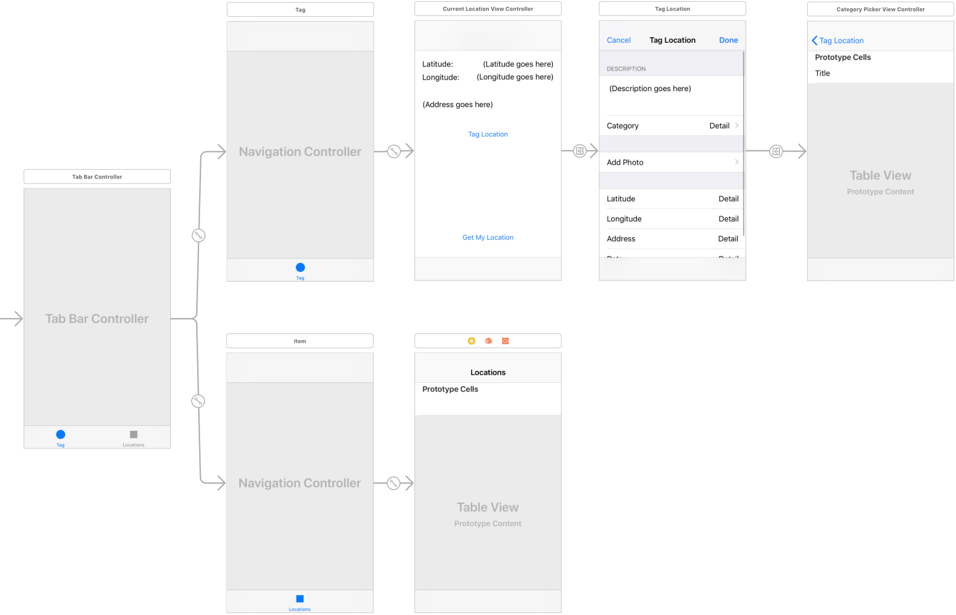 Tag
Current Location View Controller
Tag Location
Category Picker View Controller
Cancel
Tag Location
Done
Tag Location
Latitude:
(Latitude goes here)
Longitude:
(Longitude goes here)
(Address goes here)
Tag Location
Get My Location
DESCRIPTION
(Description goes here)
Category
Detail
Add Photo
Latitude
Detail
Longitude
Detail
Address
Detail
Prototype Cells
Title
Table View
Prototype Content
Navigation Controller
Tag
Tab Bar Controller
Tab Bar Controller
Tag
Locations
Item
Navigation Controller
Locations
Locations
Prototype Cells
Table View
Prototype Content